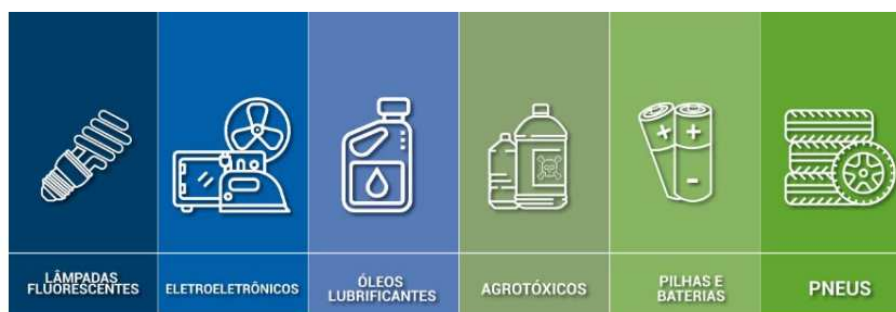 LÂMPADAS
FLUORESCENTES
ELETROELETRÔNICOS
ÓLEOS
LUBRIFICANTES
AGROTÓXICOS
PILHAS E
BATERIAS
PNEUS